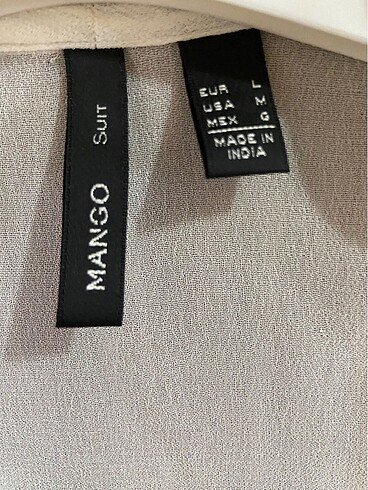 MANGO SUIT
EUR L
USA M
MEX G
MADE IN
INDIA